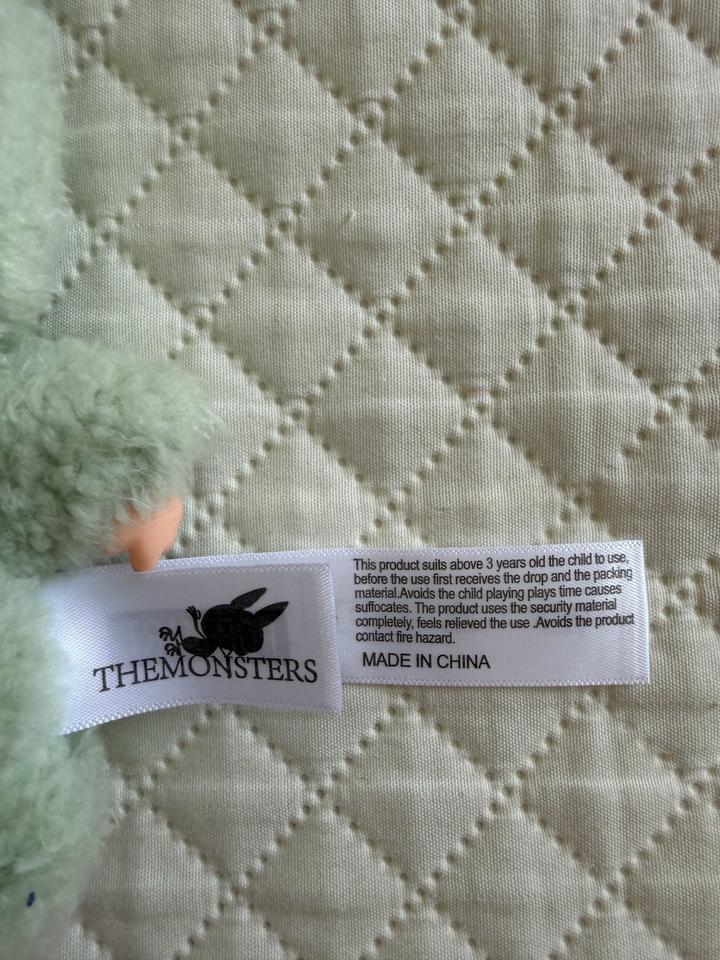 THEMONSTERS
This product suits above 3 years old the child to use,
before the use first receives the drop and the packing
material.Avoids the child playing plays time causes
suffocates. The product uses the security material
completely, feels relieved the use .Avoids the product
contact fire hazard.
MADE IN CHINA